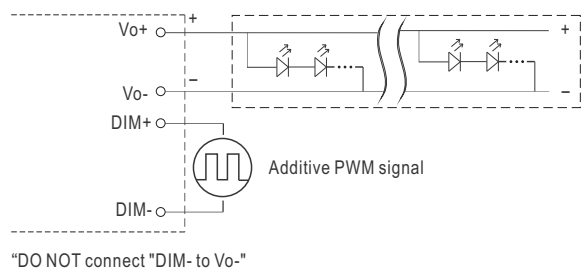 Vo+
+
+
–
Vo-
–
DIM+
Additive PWM signal
DIM-
“DO NOT connect "DIM- to Vo-"